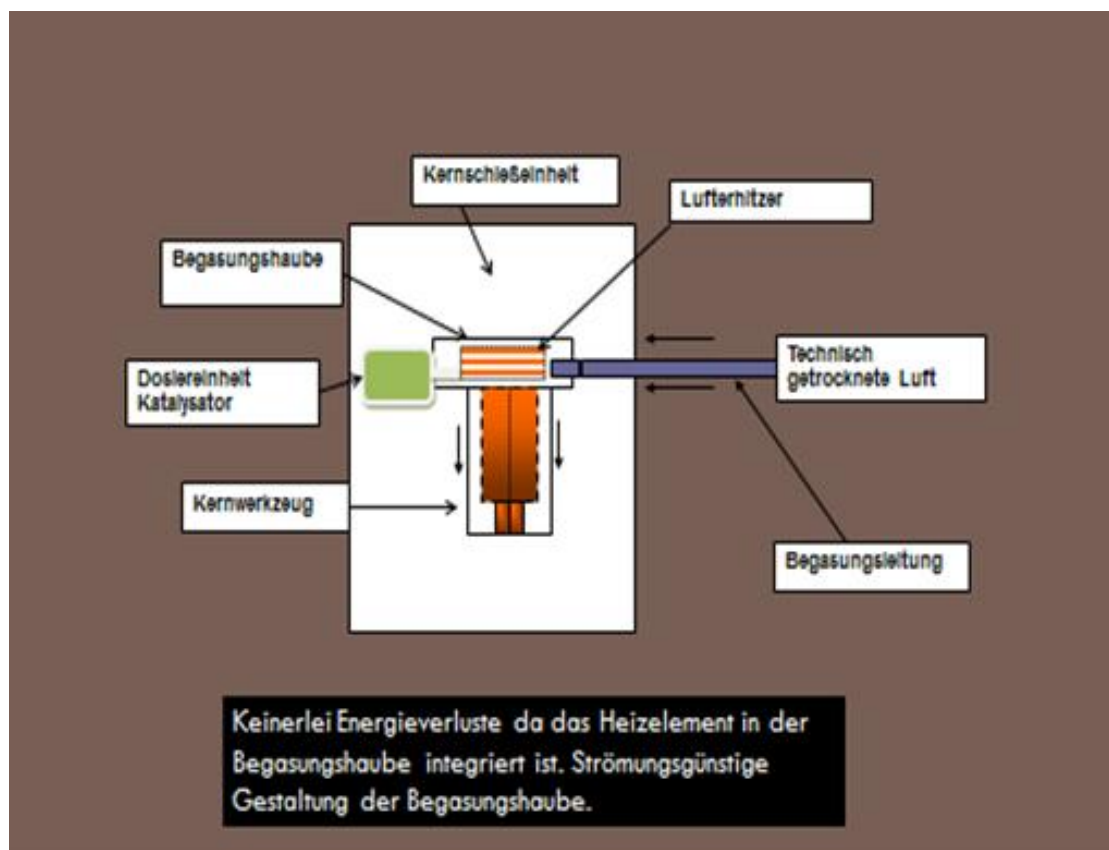 Kernschießeinheit
Lufterhitzer
Begasungshaube
Technisch
getrocknete Luft
Dosiereinheit
Katalysator
Kernwerkzeug
Begasungsleitung
Keinerlei Energieverluste da das Heizelement in der
Begasungshaube integriert ist. Strömungsgünstige
Gestaltung der Begasungshaube.